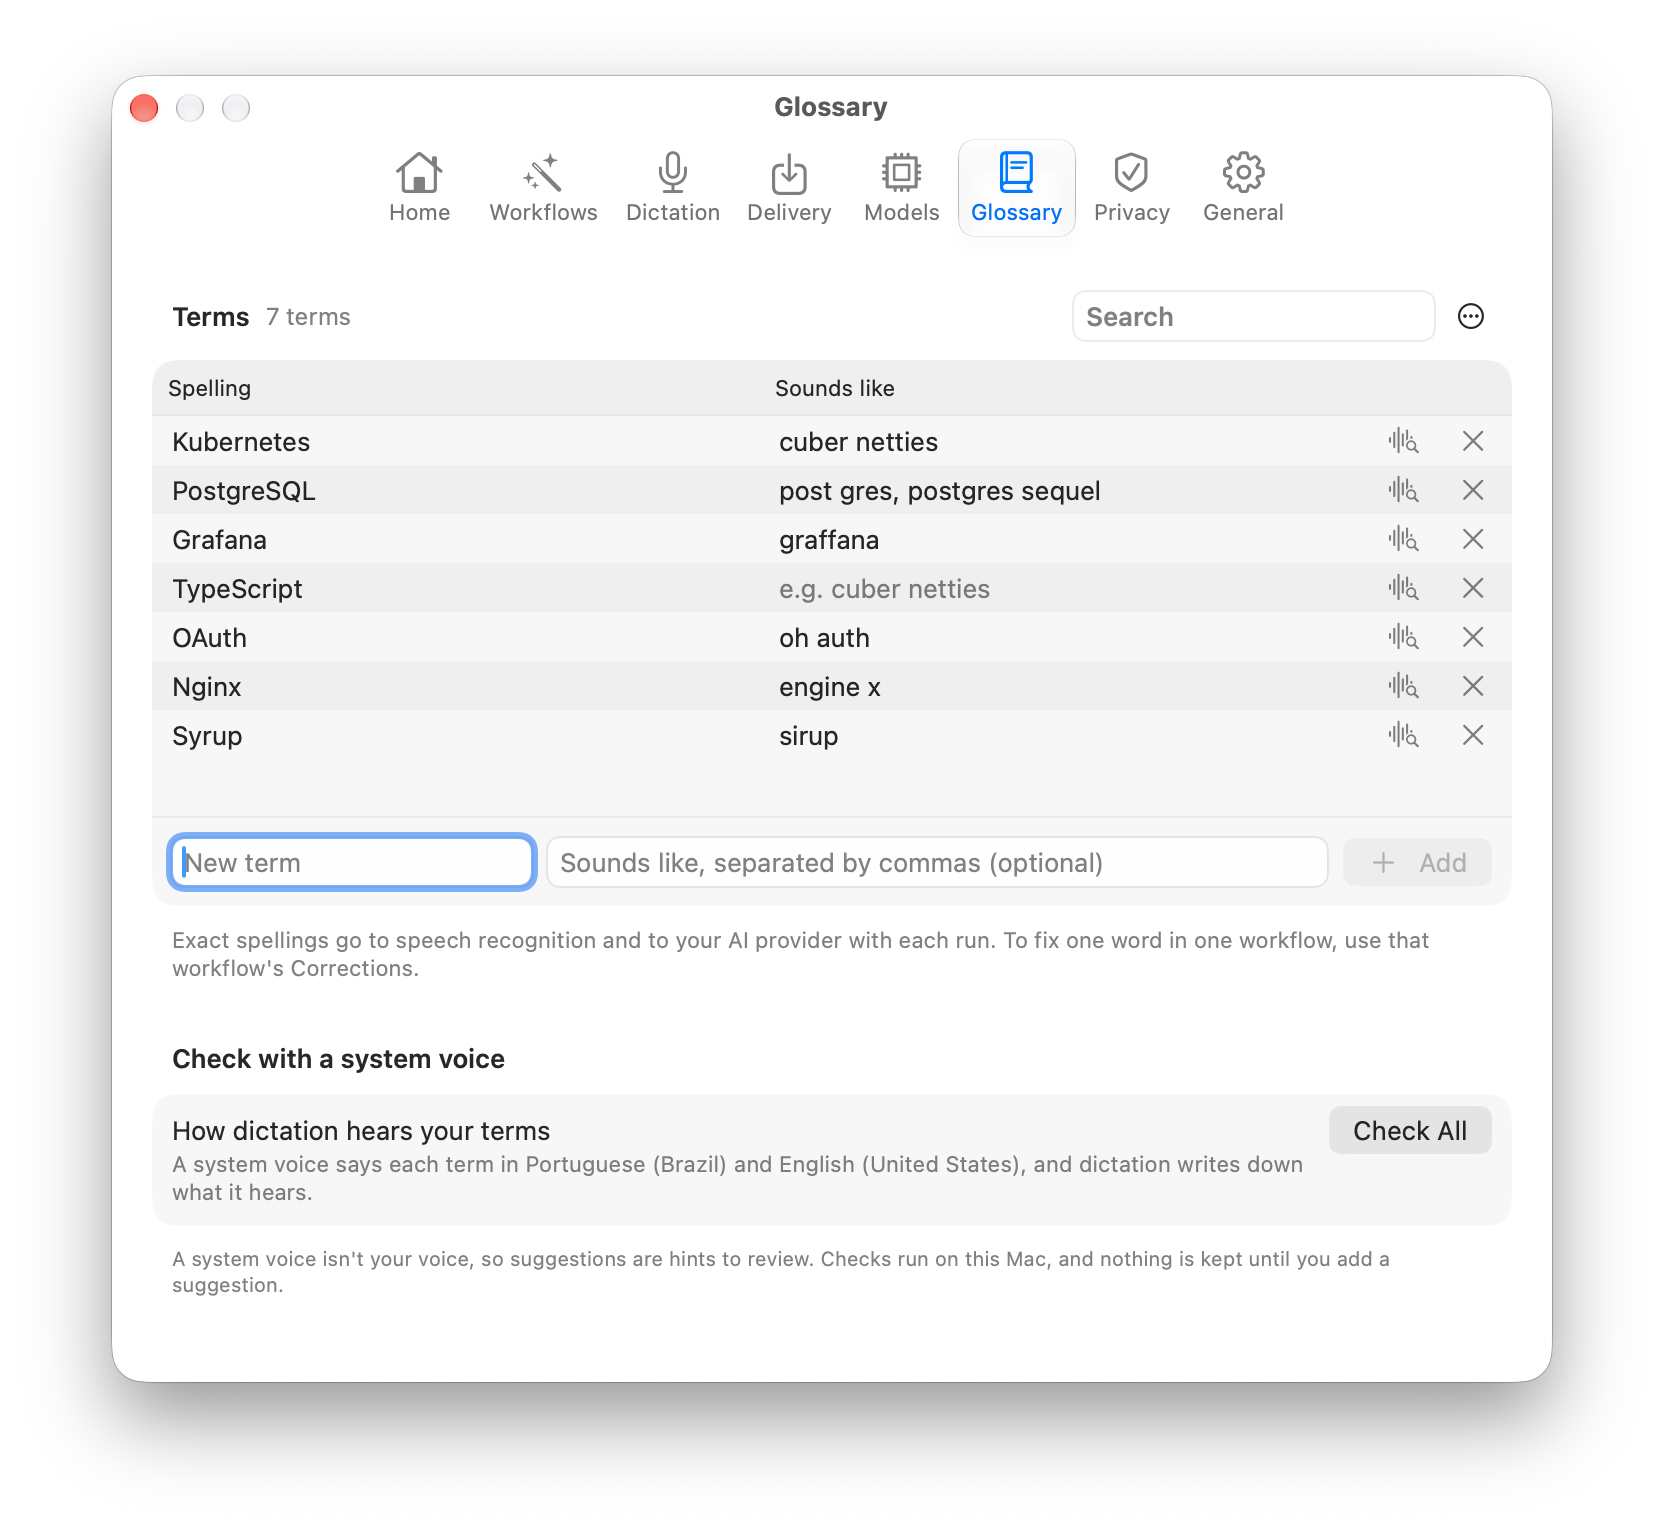 Glossary
Home
Workflows
Dictation
Delivery
Models
Glossary
Privacy
General
Terms 7 terms
Search
Spelling Sounds like
Kubernetes cuber netties
PostgreSQL post gres, postgres sequel
Grafana graffana
TypeScript e.g. cuber netties
OAuth oh auth
Nginx engine x
Syrup sirup
New term Sounds like, separated by commas (optional) + Add
Exact spellings go to speech recognition and to your AI provider with each run. To fix one word in one workflow, use that
workflow's Corrections.
Check with a system voice
How dictation hears your terms
Check All
A system voice says each term in Portuguese (Brazil) and English (United States), and dictation writes down
what it hears.
A system voice isn't your voice, so suggestions are hints to review. Checks run on this Mac, and nothing is kept until you add a
suggestion.